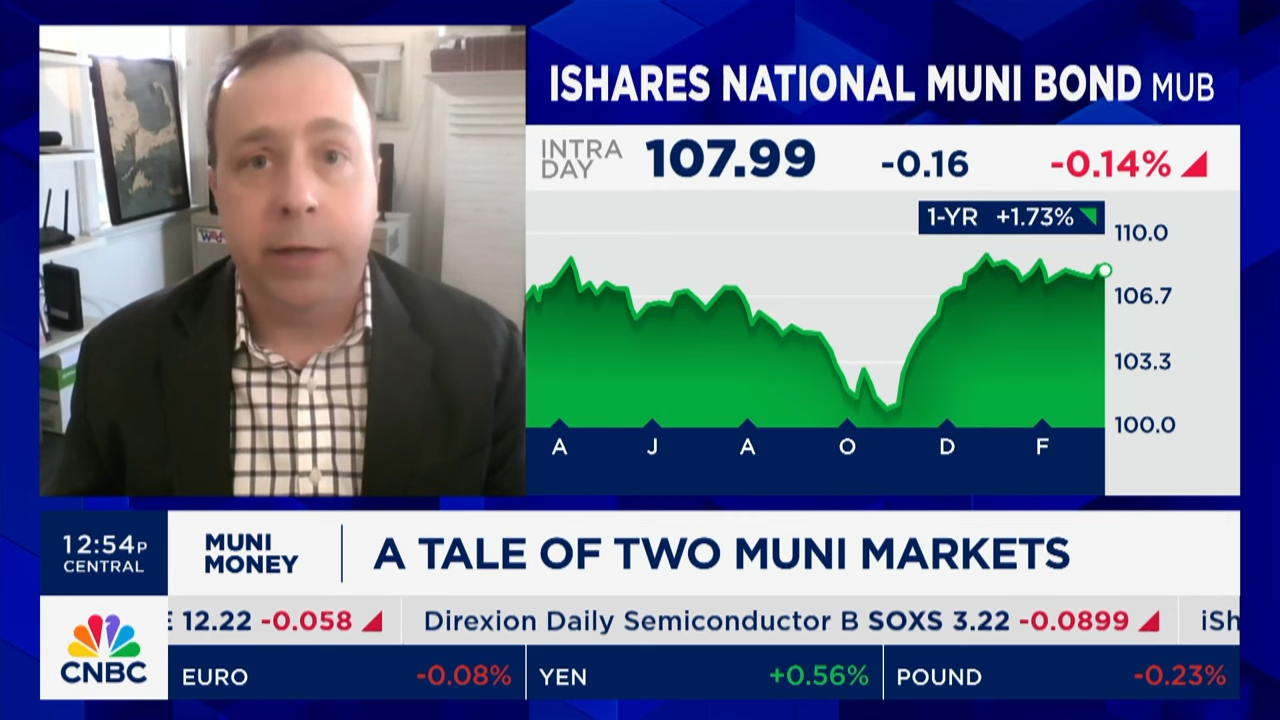 ISHARES NATIONAL MUNI BOND MUB
INTRA
DAY
107.99 -0.16 -0.14%
1-YR +1.73%
110.0
106.7
103.3
100.0
A J A O D F
12:54P
CENTRAL
MUNI
MONEY
A TALE OF TWO MUNI MARKETS
E 12.22 -0.058 Direxion Daily Semiconductor B SOXS 3.22 -0.0899 iSh
CNBC
EURO -0.08% YEN +0.56% POUND -0.23%